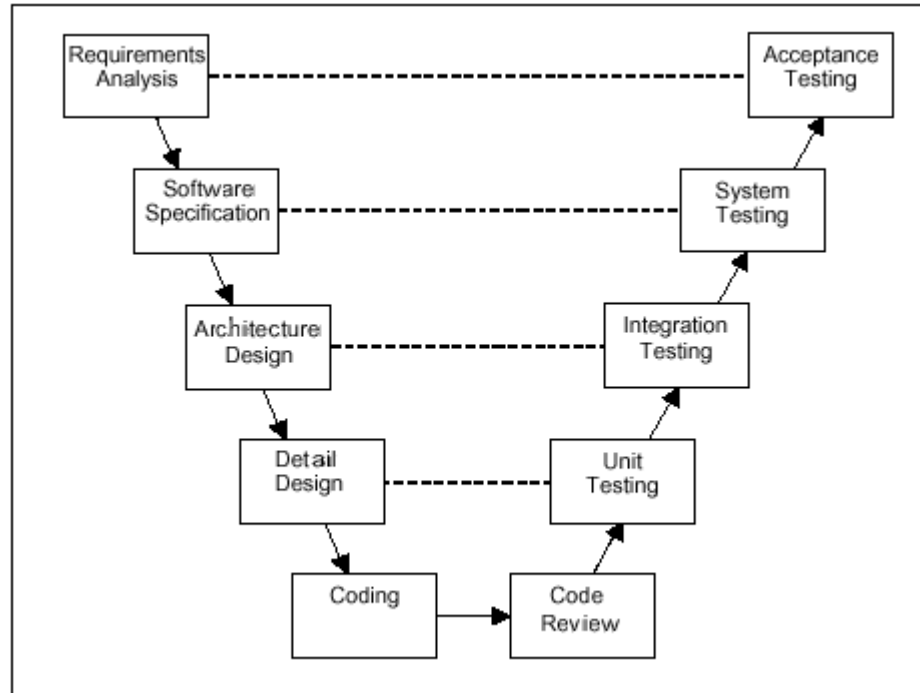 Requirements
Analysis
Acceptance
Testing
Software
Specification
System
Testing
Architecture
Design
Integration
Testing
Detail
Design
Unit
Testing
Coding
Code
Review